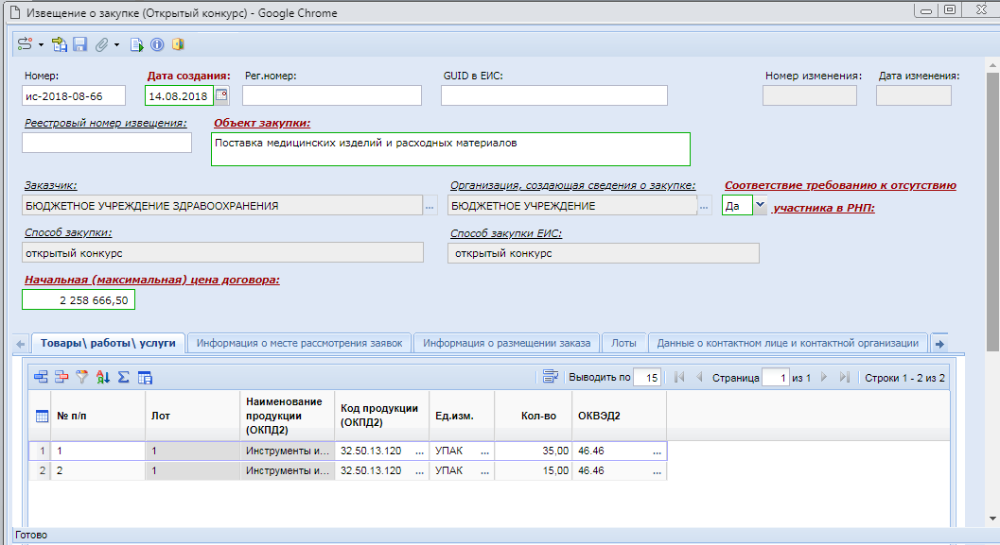 Извещение о закупке (Открытый конкурс) - Google Chrome
Номер: Дата создания: Рег.номер: GUID в ЕИС: Номер изменения: Дата изменения:
ис-2018-08-66 14.08.2018
Реестровый номер извещения: Объект закупки:
Поставка медицинских изделий и расходных материалов
Заказчик: Организация, создающая сведения о закупке: Соответствие требованию к отсутствию
БЮДЖЕТНОЕ УЧРЕЖДЕНИЕ ЗДРАВООХРАНЕНИЯ ... БЮДЖЕТНОЕ УЧРЕЖДЕНИЕ ... Да участника в РНП:
Способ закупки: Способ закупки ЕИС:
открытый конкурс открытый конкурс
Начальная (максимальная) цена договора:
2 258 666,50
Товары\ работы\ услуги Информация о месте рассмотрения заявок Информация о размещении заказа Лоты Данные о контактном лице и контактной организации
Выводить по 15 Страница 1 из 1 Строки 1 - 2 из 2
№ п/п Лот Наименование продукции (ОКПД2) Код продукции (ОКПД2) Ед.изм. Кол-во ОКВЭД2
1 1 1 Инструменты и... 32.50.13.120 ... УПАК ... 35,00 46.46 ...
2 2 1 Инструменты и... 32.50.13.120 ... УПАК ... 15,00 46.46 ...
Готово